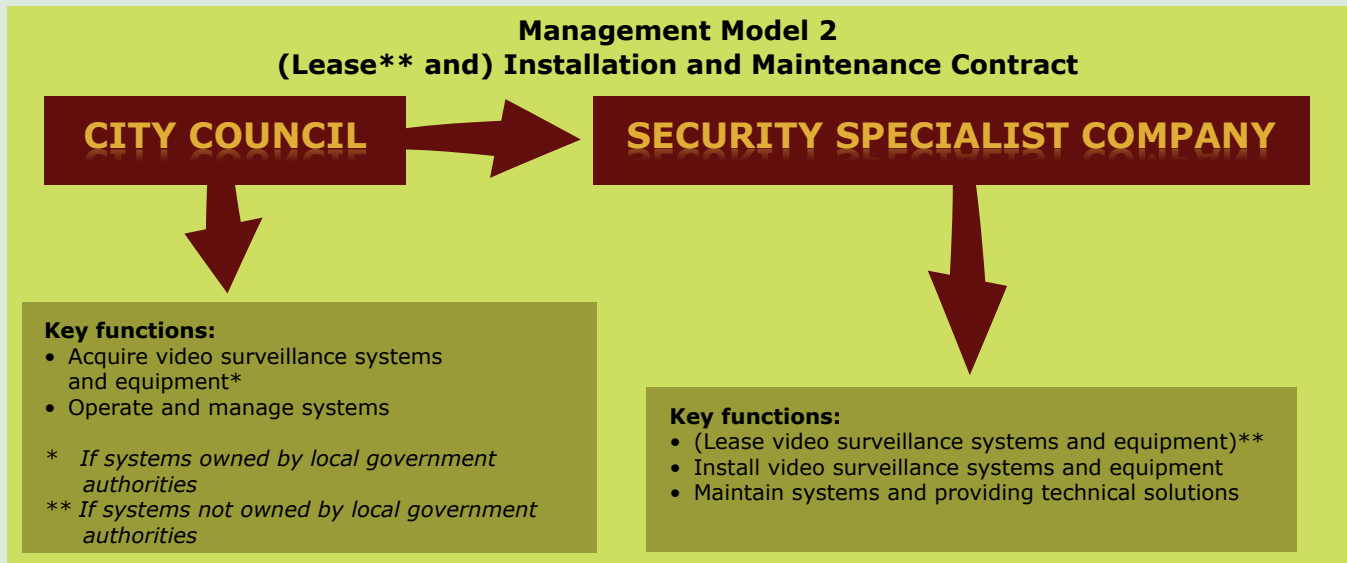 Management Model 2
(Lease** and) Installation and Maintenance Contract
CITY COUNCIL
SECURITY SPECIALIST COMPANY
Key functions:
• Acquire video surveillance systems
and equipment*
• Operate and manage systems
* If systems owned by local government
authorities
** If systems not owned by local government
authorities
Key functions:
• (Lease video surveillance systems and equipment)**
• Install video surveillance systems and equipment
• Maintain systems and providing technical solutions